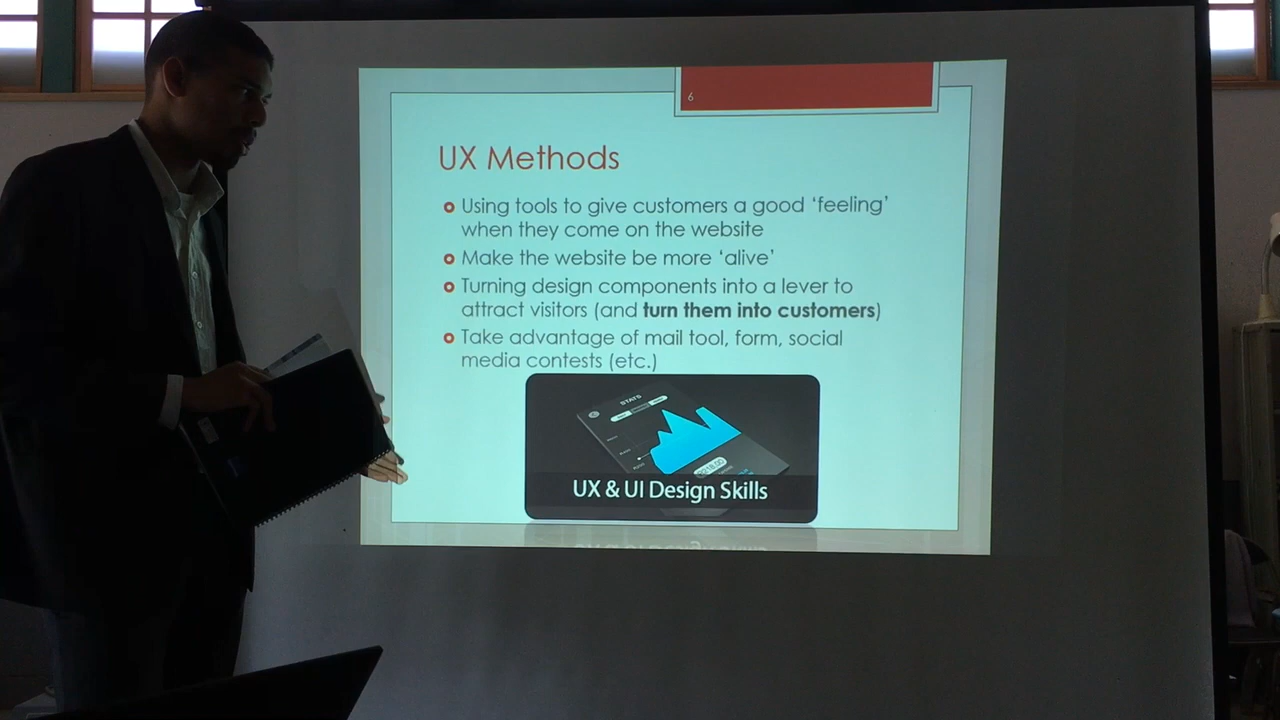 6
UX Methods
Using tools to give customers a good ‘feeling’
when they come on the website
Make the website be more ‘alive’
Turning design components into a lever to
attract visitors (and turn them into customers)
Take advantage of mail tool, form, social
media contests (etc.)
STATS
UX & UI Design Skills